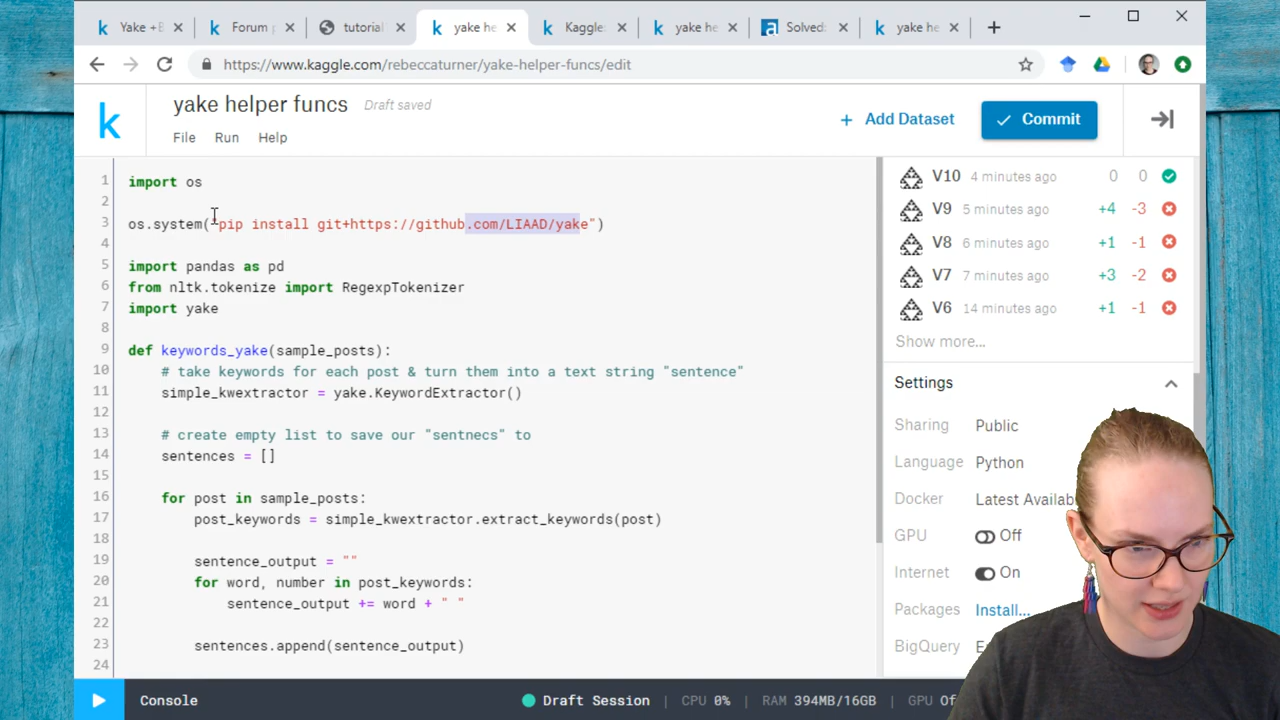 Yake + B
Forum p
tutorial
yake he
Kaggle
yake he
Solved:
yake he
https://www.kaggle.com/rebeccaturner/yake-helper-funcs/edit
yake helper funcs Draft saved
File Run Help
+ Add Dataset
Commit
1 import os
2
3 os.system("pip install git+https://github.com/LIAAD/yake")
4
5 import pandas as pd
6 from nltk.tokenize import RegexpTokenizer
7 import yake
8
9 def keywords_yake(sample_posts):
10 # take keywords for each post & turn them into a text string "sentence"
11 simple_kwextractor = yake.KeywordExtractor()
12
13 # create empty list to save our "sentnecs" to
14 sentences = []
15
16 for post in sample_posts:
17 post_keywords = simple_kwextractor.extract_keywords(post)
18
19 sentence_output = ""
20 for word, number in post_keywords:
21 sentence_output += word + " "
22
23 sentences.append(sentence_output)
24
V10 4 minutes ago 0 0
V9 5 minutes ago +4 -3
V8 6 minutes ago +1 -1
V7 7 minutes ago +3 -2
V6 14 minutes ago +1 -1
Show more...
Settings
Sharing Public
Language Python
Docker Latest Availab
GPU Off
Internet On
Packages Install...
BigQuery
Console
Draft Session | CPU 0% | RAM 394MB/16GB | GPU Of